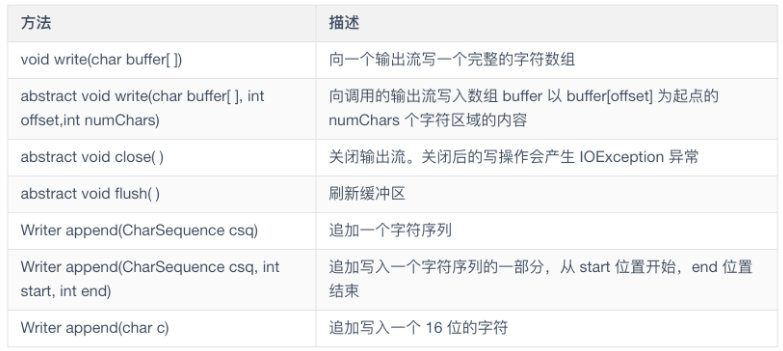 方法 描述
void write(char buffer[ ]) 向一个输出流写一个完整的字符数组
abstract void write(char buffer[ ], int 向调用的输出流写入数组 buffer 以 buffer[offset] 为起点的
offset,int numChars) numChars 个字符区域的内容
abstract void close( ) 关闭输出流。关闭后的写操作会产生 IOException 异常
abstract void flush( ) 刷新缓冲区
Writer append(CharSequence csq) 追加一个字符序列
Writer append(CharSequence csq, int 追加写入一个字符序列的一部分，从 start 位置开始，end 位置
start, int end) 结束
Writer append(char c) 追加写入一个 16 位的字符